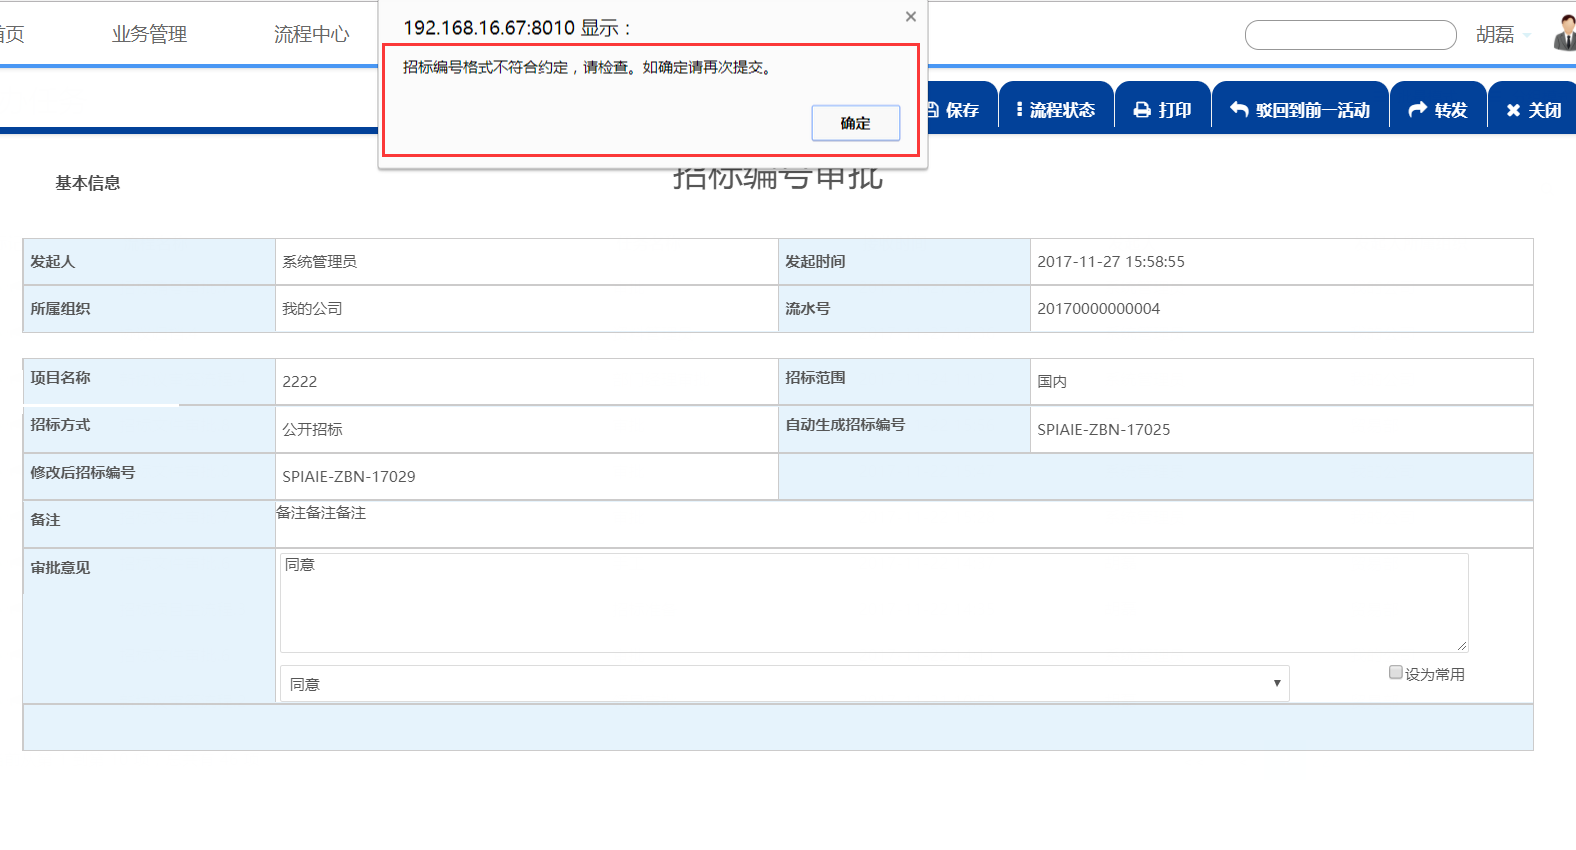 192.168.16.67:8010 显示：
招标编号格式不符合约定，请检查。如确定请再次提交。
确定
首页 业务管理 流程中心 胡磊
保存 流程状态 打印 驳回到前一活动 转发 关闭
招标编号审批
基本信息
发起人 系统管理员 发起时间 2017-11-27 15:58:55
所属组织 我的公司 流水号 20170000000004
项目名称 2222 招标范围 国内
招标方式 公开招标 自动生成招标编号 SPIAIE-ZBN-17025
修改后招标编号 SPIAIE-ZBN-17029
备注 备注备注备注
审批意见 同意
同意 设为常用